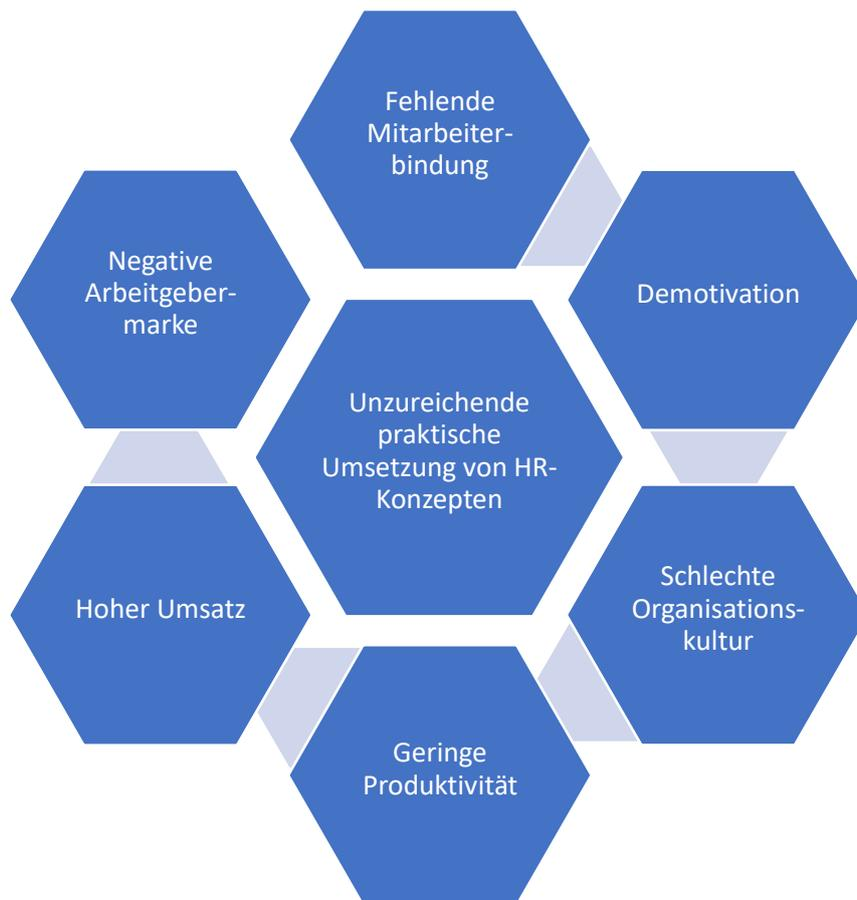 Fehlende
Mitarbeiter-
bindung
Negative
Arbeitgeber-
marke
Demotivation
Unzureichende
praktische
Umsetzung von HR-
Konzepten
Hoher Umsatz
Schlechte
Organisations-
kultur
Geringe
Produktivität